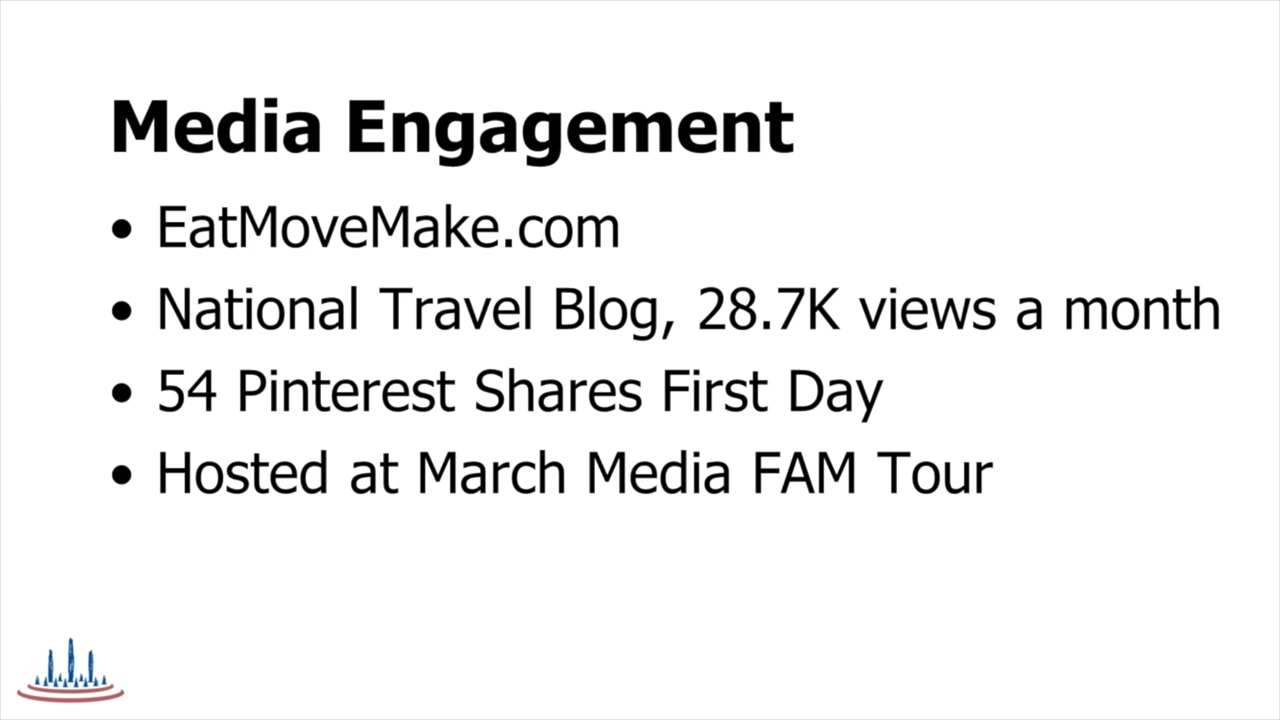 Media Engagement
• EatMoveMake.com
• National Travel Blog, 28.7K views a month
• 54 Pinterest Shares First Day
• Hosted at March Media FAM Tour